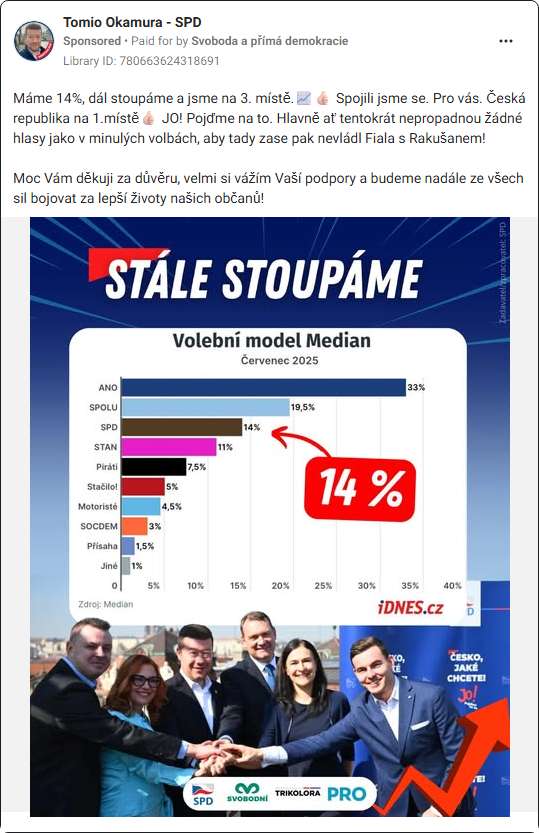 Tomio Okamura - SPD
Sponsored • Paid for by Svoboda a přímá demokracie
Library ID: 780663624318691
Máme 14%, dál stoupáme a jsme na 3. místě.📈👍🏻 Spojili jsme se. Pro vás. Česká
republika na 1.místě👍🏻 JO! Pojďme na to. Hlavně ať tentokrát nepropadnou žádné
hlasy jako v minulých volbách, aby tady zase pak nevládl Fiala s Rakušanem!
Moc Vám děkuji za důvěru, velmi si vážím Vaší podpory a budeme nadále ze všech
sil bojovat za lepší životy našich občanů!
Zadavatel/zpracovatel: SPD
STÁLE STOUPÁME
Volební model Median
Červenec 2025
ANO 33%
SPOLU 19,5%
SPD 14%
STAN 11%
Piráti 7,5%
Stačilo! 5%
Motoristé 4,5%
SOCDEM 3%
Přísaha 1,5%
Jiné 1%
14 %
0 5% 10% 15% 20% 25% 30% 35% 40%
Zdroj: Median
iDNES.cz
ČESKO,
JAKÉ
CHCETE!
Jo!
ČESKO,
JAKÉ
CHCETE!
SPD
SVOBODNÍ
TRIKOLORA
PRO